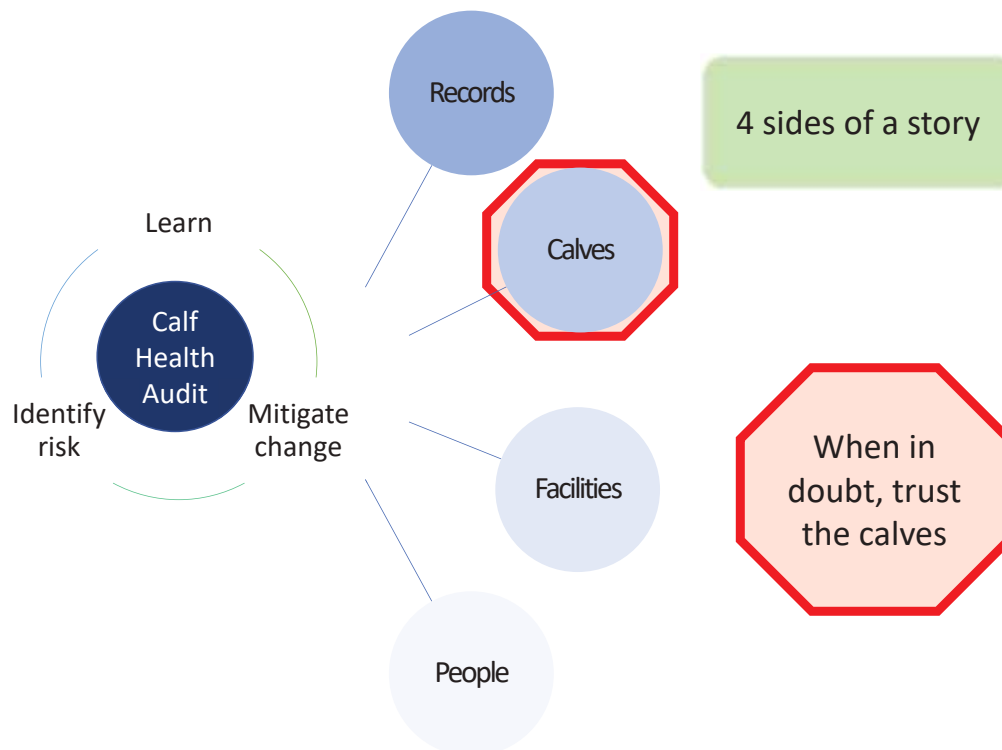 Records
4 sides of a story
Calves
Learn
Calf
Health
Audit
Identify
risk
Mitigate
change
Facilities
When in
doubt, trust
the calves
People